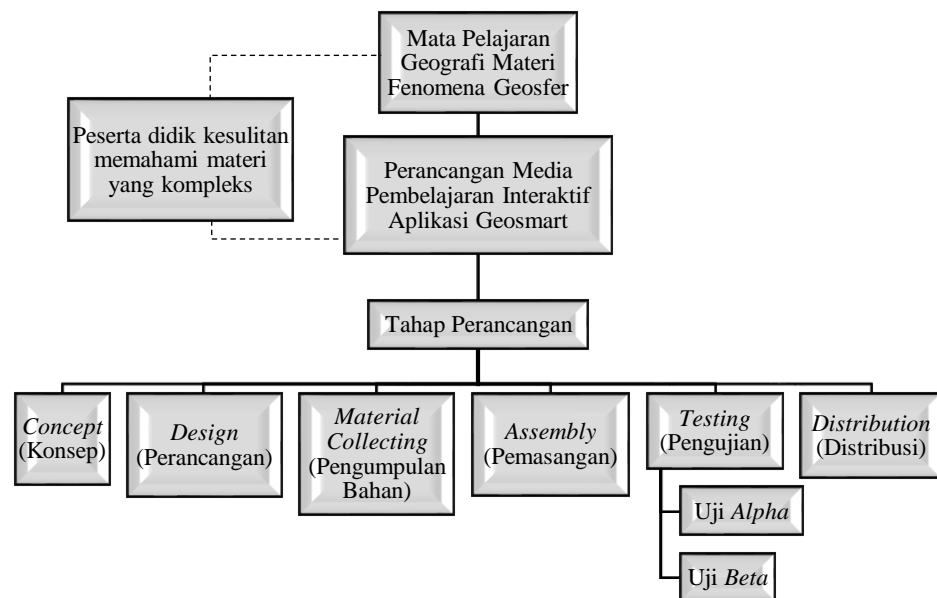 Mata Pelajaran
Geografi Materi
Fenomena Geosfer
Peserta didik kesulitan
memahami materi
yang kompleks
Perancangan Media
Pembelajaran Interaktif
Aplikasi Geosmart
Tahap Perancangan
Concept
(Konsep)
Design
(Perancangan)
Material
Collecting
(Pengumpulan
Bahan)
Assembly
(Pemasangan)
Testing
(Pengujian)
Distribution
(Distribusi)
Uji Alpha
Uji Beta